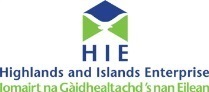 HIE
Highlands and Islands Enterprise
Iomairt na Gàidhealtachd 's nan Eilean